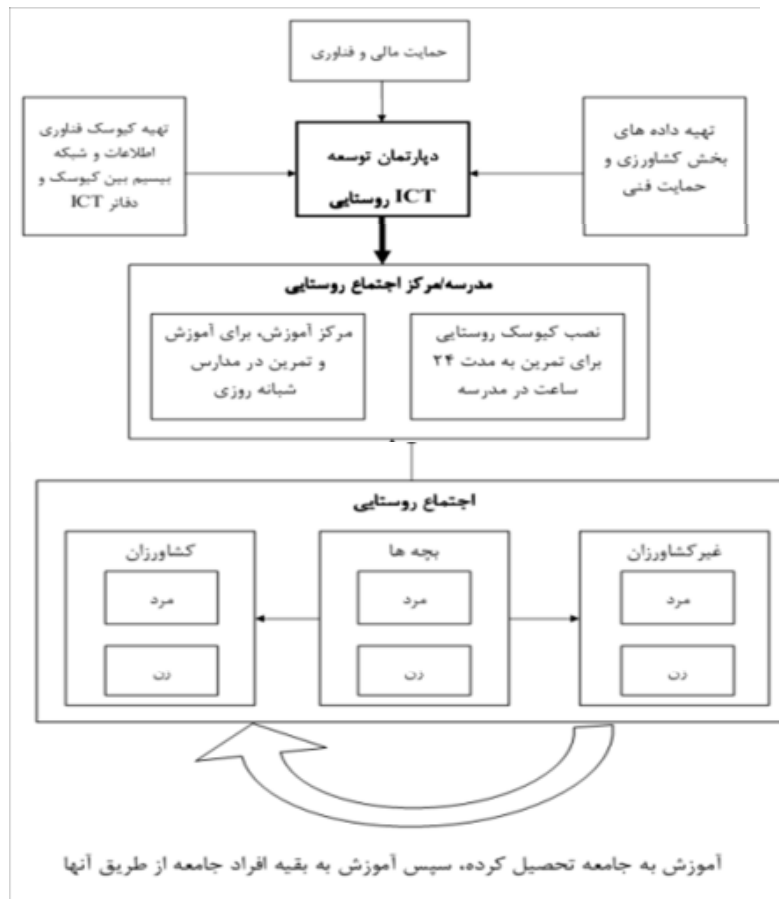 حمایت مالی و فناوری
تهیه کیوسک فناوری
اطلاعات و شبکه
بیسیم بین کیوسک و
دفاتر ICT
دپارتمان توسعه
ICT روستایی
تهیه داده های
بخش کشاورزی و
حمایت فنی
مدرسه/مرکز اجتماع روستایی
نصب کیوسک روستایی
برای تمرین به مدت ۲۴
ساعت در مدرسه
مرکز آموزش، برای آموزش
و تمرین در مدارس
شبانه روزی
اجتماع روستایی
غیرکشاورزان
مرد
زن
بچه ها
مرد
زن
کشاورزان
مرد
زن
آموزش به جامعه تحصیل کرده، سپس آموزش به بقیه افراد جامعه از طریق آنها